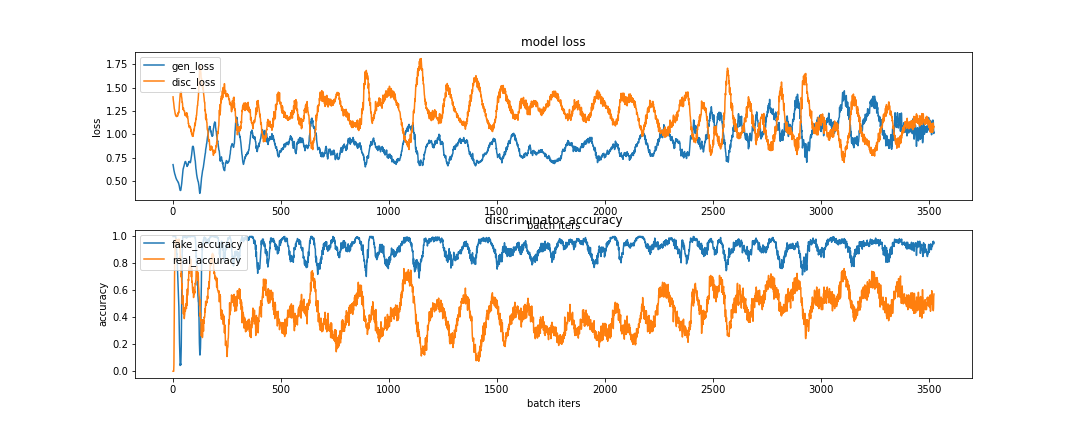 model loss
gen_loss
disc_loss
loss
1.75
1.50
1.25
1.00
0.75
0.50
0 500 1000 1500 2000 2500 3000 3500
batch iters
discriminator accuracy
fake_accuracy
real_accuracy
accuracy
1.0
0.8
0.6
0.4
0.2
0.0
0 500 1000 1500 2000 2500 3000 3500
batch iters